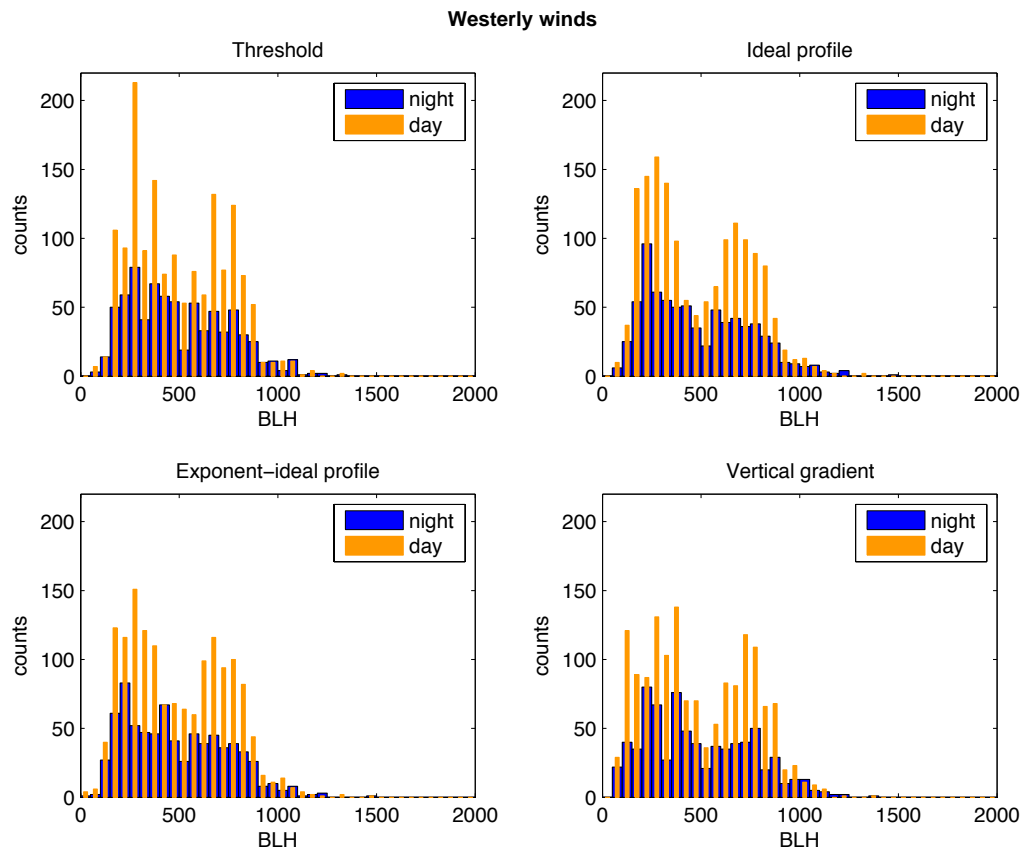 Westerly winds
Threshold
200
150
100
50
0
counts
0 500 1000 1500 2000
BLH
night
day
Ideal profile
200
150
100
50
0
counts
0 500 1000 1500 2000
BLH
night
day
Exponent−ideal profile
200
150
100
50
0
counts
0 500 1000 1500 2000
BLH
night
day
Vertical gradient
200
150
100
50
0
counts
0 500 1000 1500 2000
BLH
night
day